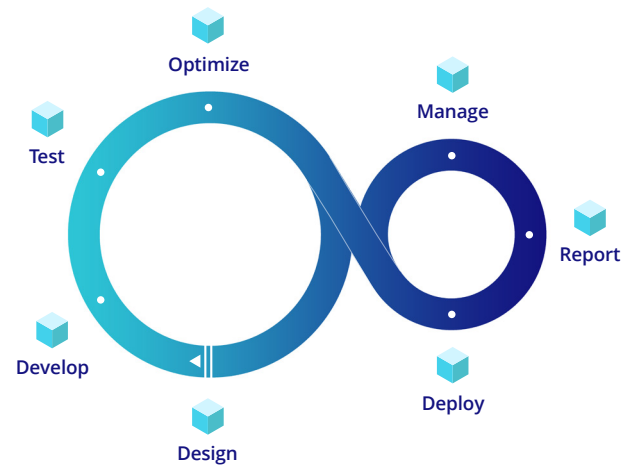 Optimize
Manage
Test
Report
Develop
Deploy
Design